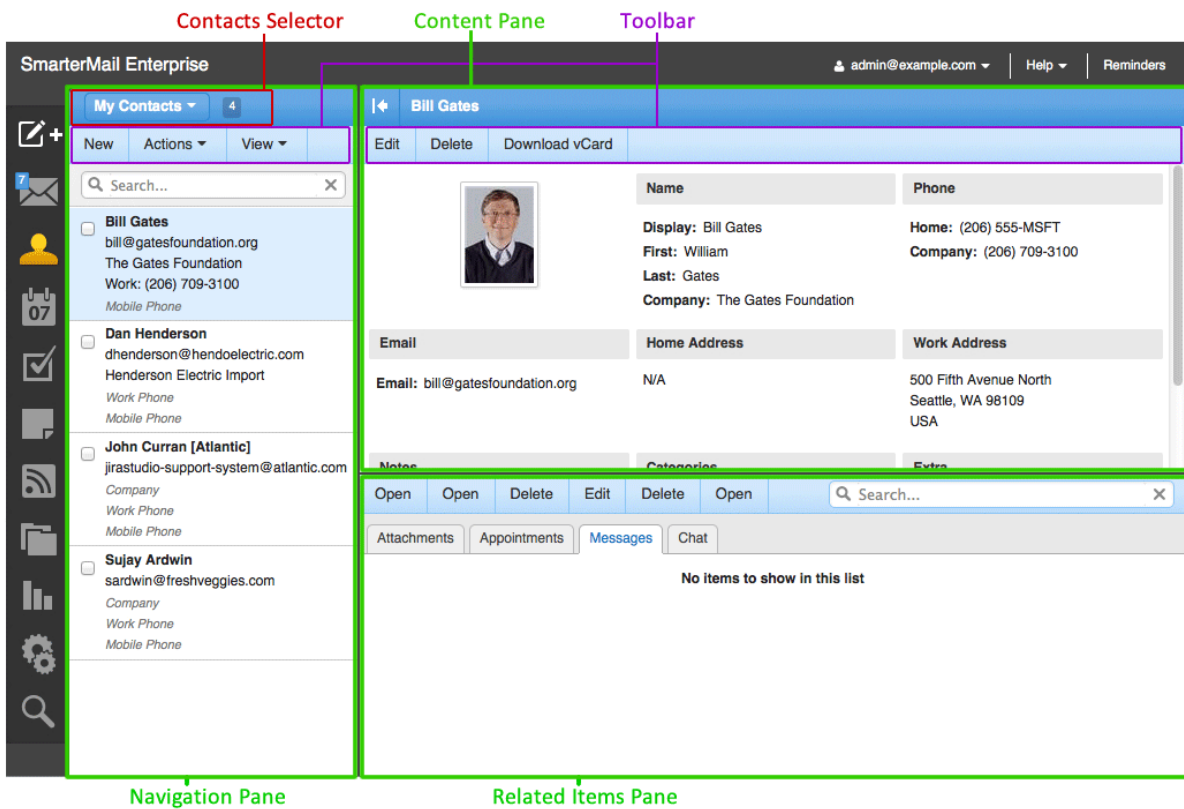 Contacts Selector
Content Pane
Toolbar
SmarterMail Enterprise
admin@example.com
Help
Reminders
My Contacts
4
Bill Gates
New
Actions
View
Edit
Delete
Download vCard
+
7
07
Search...
Bill Gates
bill@gatesfoundation.org
The Gates Foundation
Work: (206) 709-3100
Mobile Phone
Dan Henderson
dhenderson@hendoelectric.com
Henderson Electric Import
Work Phone
Mobile Phone
John Curran [Atlantic]
jirastudio-support-system@atlantic.com
Company
Work Phone
Mobile Phone
Sujay Ardwin
sardwin@freshveggies.com
Company
Work Phone
Mobile Phone
Name
Display: Bill Gates
First: William
Last: Gates
Company: The Gates Foundation
Phone
Home: (206) 555-MSFT
Company: (206) 709-3100
Email
Email: bill@gatesfoundation.org
Home Address
N/A
Work Address
500 Fifth Avenue North
Seattle, WA 98109
USA
Notes
Categories
Extra
Open
Open
Delete
Edit
Delete
Open
Search...
Attachments
Appointments
Messages
Chat
No items to show in this list
Navigation Pane
Related Items Pane